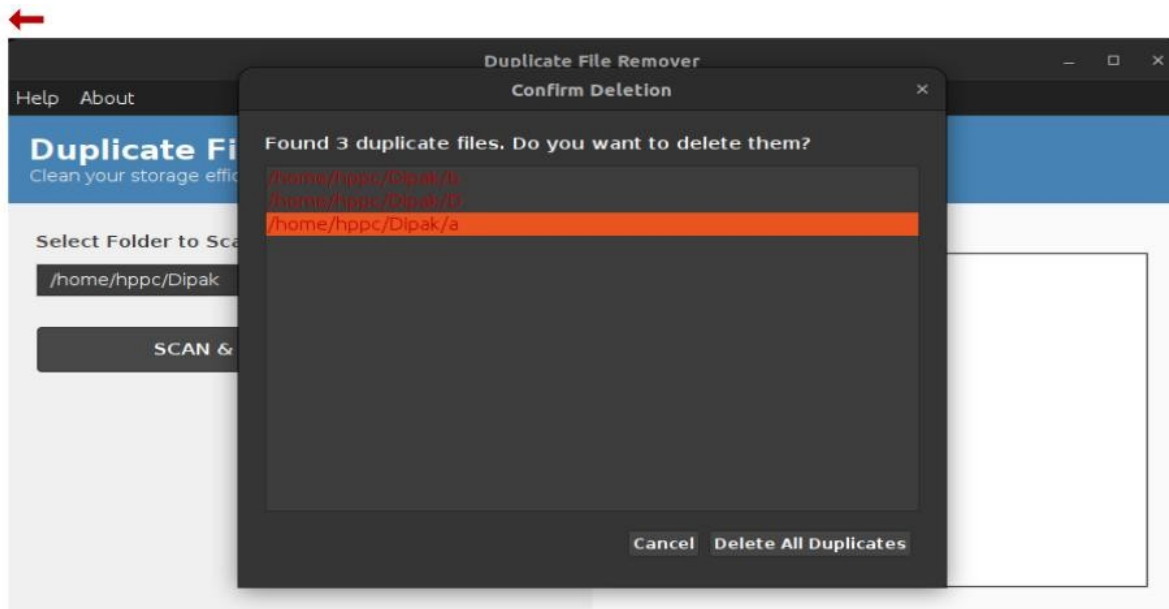 Duplicate File Remover
Confirm Deletion
Help About
Duplicate Fi
Clean your storage effic
Found 3 duplicate files. Do you want to delete them?
/home/hppc/Dipak/b
/home/hppc/Dipak/D
/home/hppc/Dipak/a
Select Folder to Sca
/home/hppc/Dipak
SCAN &
Cancel Delete All Duplicates